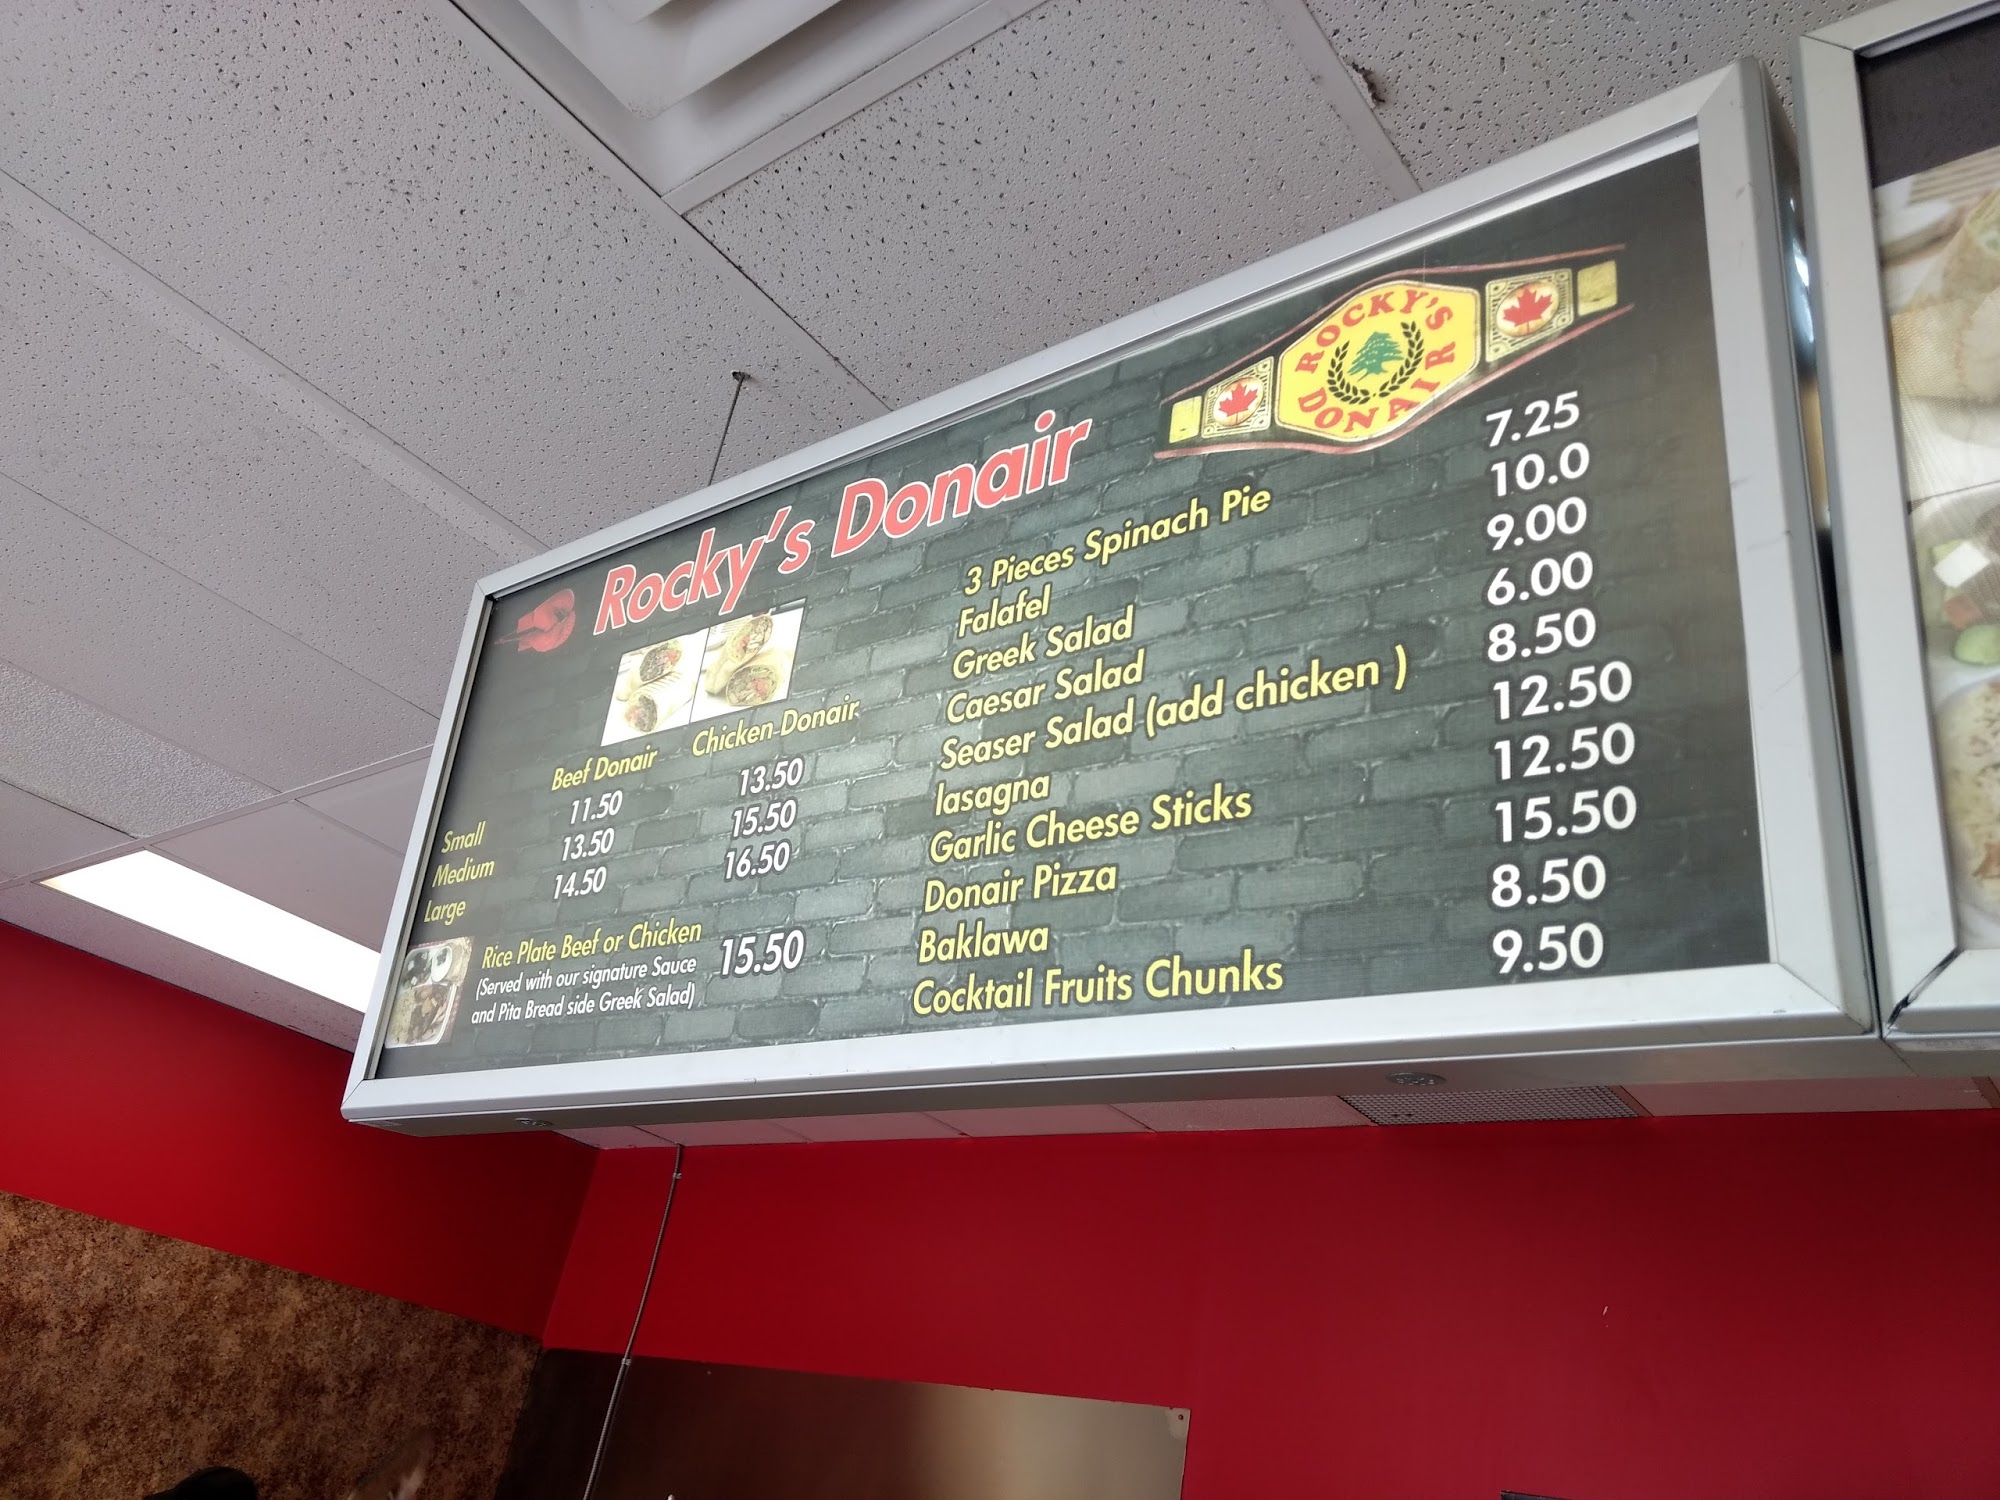 Rocky's Donair
ROCKY'S
DONAIR
Beef Donair Chicken Donair
Small 11.50 13.50
Medium 13.50 15.50
Large 14.50 16.50
Rice Plate Beef or Chicken 15.50
(Served with our signature Sauce
and Pita Bread side Greek Salad)
3 Pieces Spinach Pie 7.25
Falafel 10.0
Greek Salad 9.00
Caesar Salad 6.00
Seaser Salad (add chicken ) 8.50
lasagna 12.50
Garlic Cheese Sticks 12.50
Donair Pizza 15.50
Baklawa 8.50
Cocktail Fruits Chunks 9.50